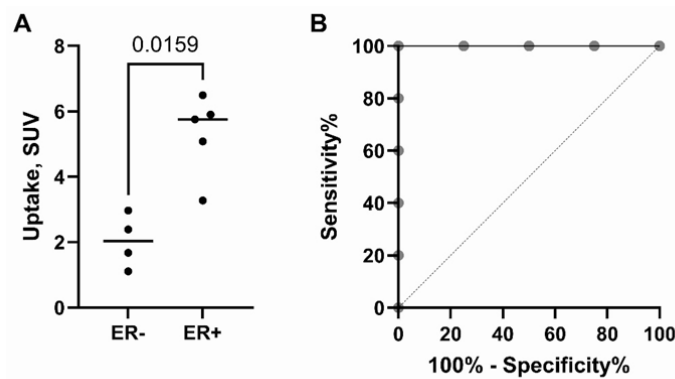 A
0.0159
8
6
4
2
0
Uptake, SUV
ER- ER+
B
100
80
60
40
20
0
Sensitivity%
0 20 40 60 80 100
100% - Specificity%